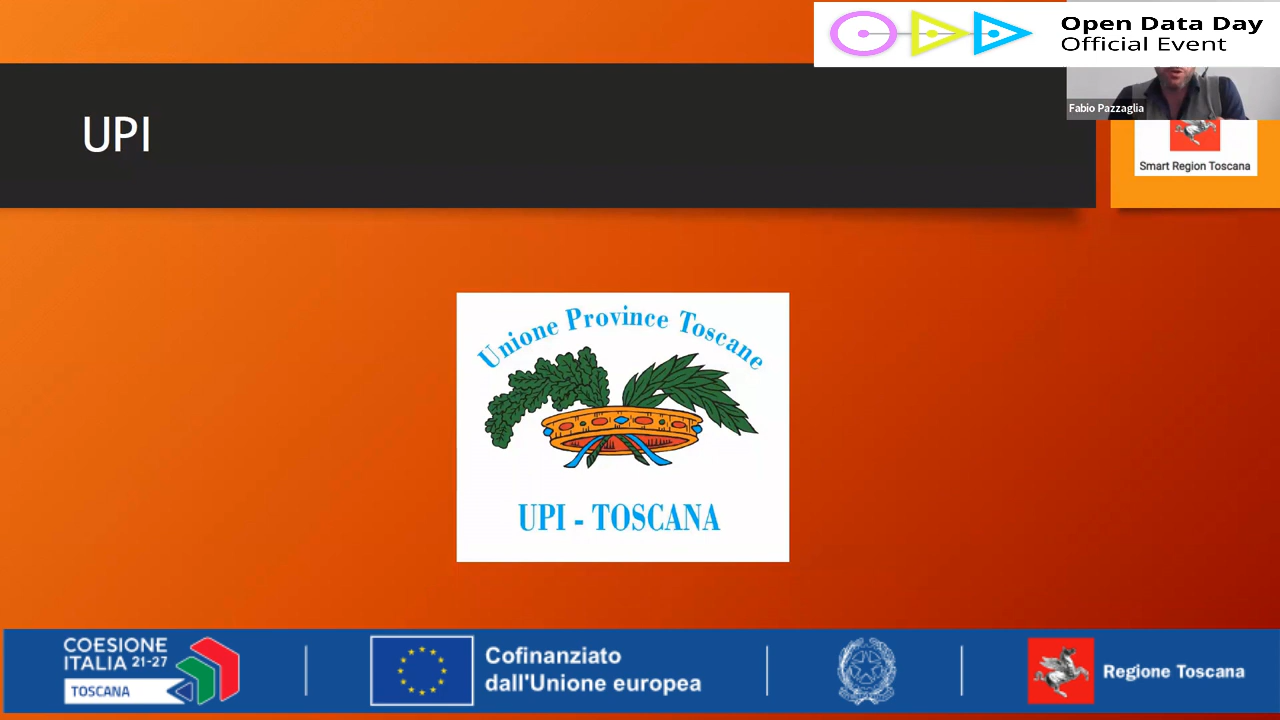 Open Data Day
Official Event
Fabio Pazzaglia
UPI
Smart Region Toscana
Unione Province Toscane
UPI - TOSCANA
COESIONE
ITALIA 21-27
TOSCANA
Cofinanziato
dall'Unione europea
Regione Toscana